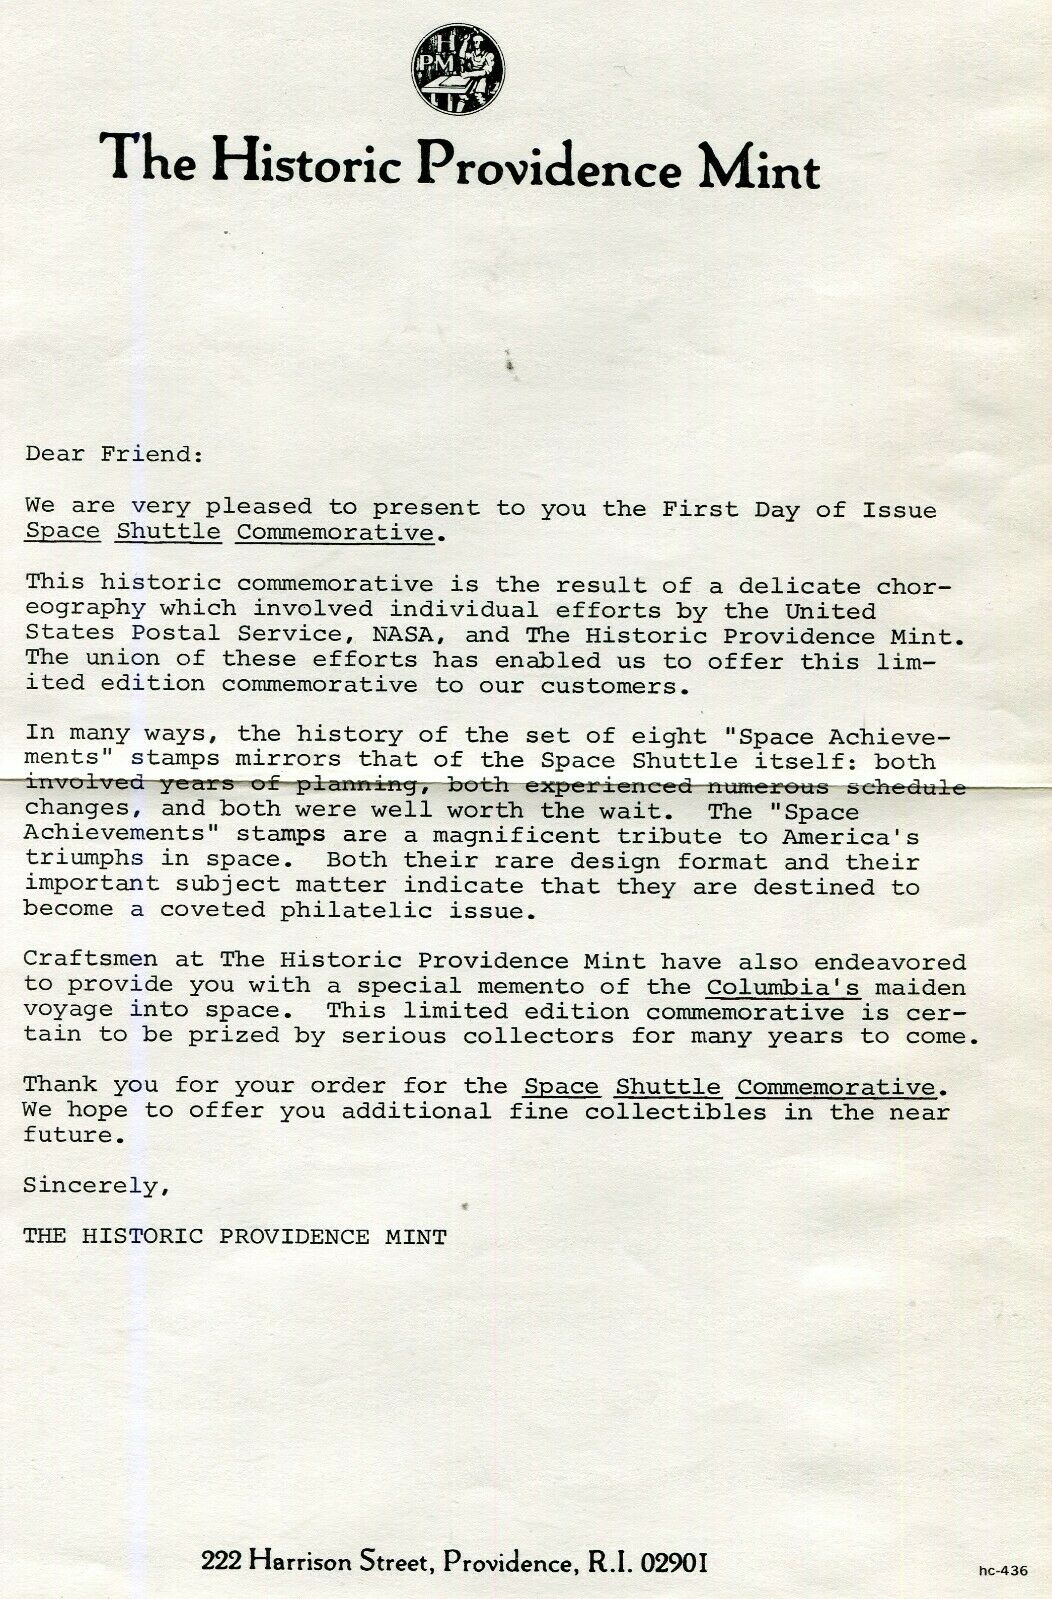 H
PM
The Historic Providence Mint
Dear Friend:
We are very pleased to present to you the First Day of Issue
Space Shuttle Commemorative.
This historic commemorative is the result of a delicate chor-
eography which involved individual efforts by the United
States Postal Service, NASA, and The Historic Providence Mint.
The union of these efforts has enabled us to offer this lim-
ited edition commemorative to our customers.
In many ways, the history of the set of eight "Space Achieve-
ments" stamps mirrors that of the Space Shuttle itself: both
involved years of planning, both experienced numerous schedule
changes, and both were well worth the wait.  The "Space
Achievements" stamps are a magnificent tribute to America's
triumphs in space.  Both their rare design format and their
important subject matter indicate that they are destined to
become a coveted philatelic issue.
Craftsmen at The Historic Providence Mint have also endeavored
to provide you with a special memento of the Columbia's maiden
voyage into space.  This limited edition commemorative is cer-
tain to be prized by serious collectors for many years to come.
Thank you for your order for the Space Shuttle Commemorative.
We hope to offer you additional fine collectibles in the near
future.
Sincerely,
THE HISTORIC PROVIDENCE MINT
222 Harrison Street, Providence, R.I. 02901
hc-436